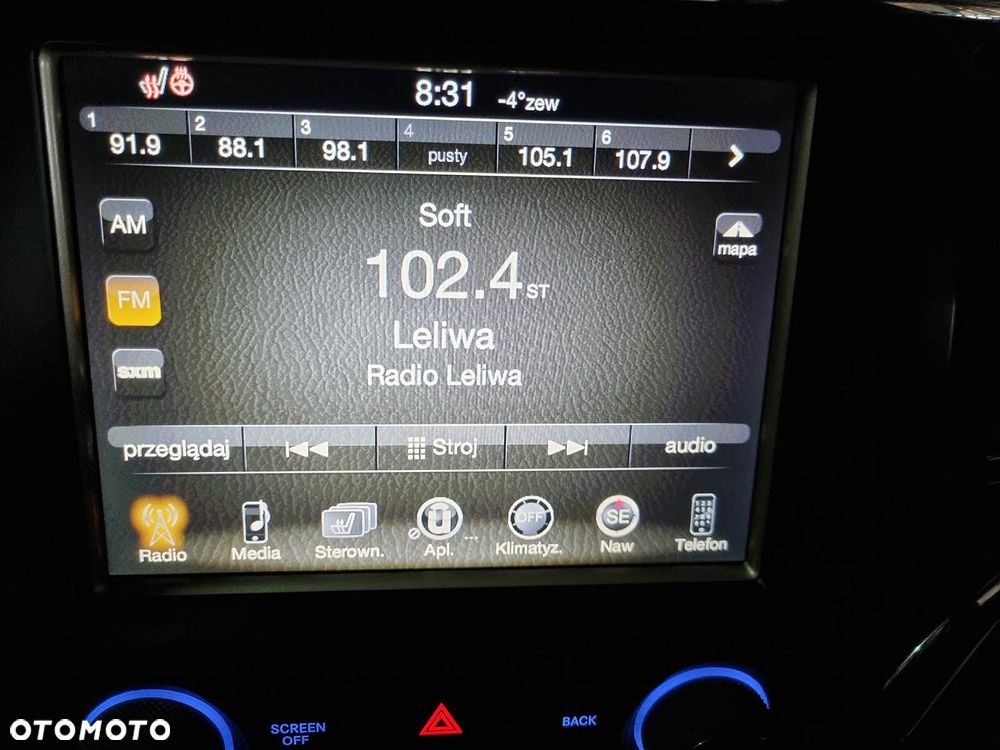 8:31 -4°zew
1 2 3 4 5 6
91.9 88.1 98.1 pusty 105.1 107.9
Soft
AM
mapa
102.4 ST
FM
Leliwa
Radio Leliwa
sxm
przeglądaj Stroj audio
U OFF SE
Radio Media Sterown. Apl. ... Klimatyz. Naw Telefon
SCREEN
OFF
BACK
OTOMOTO